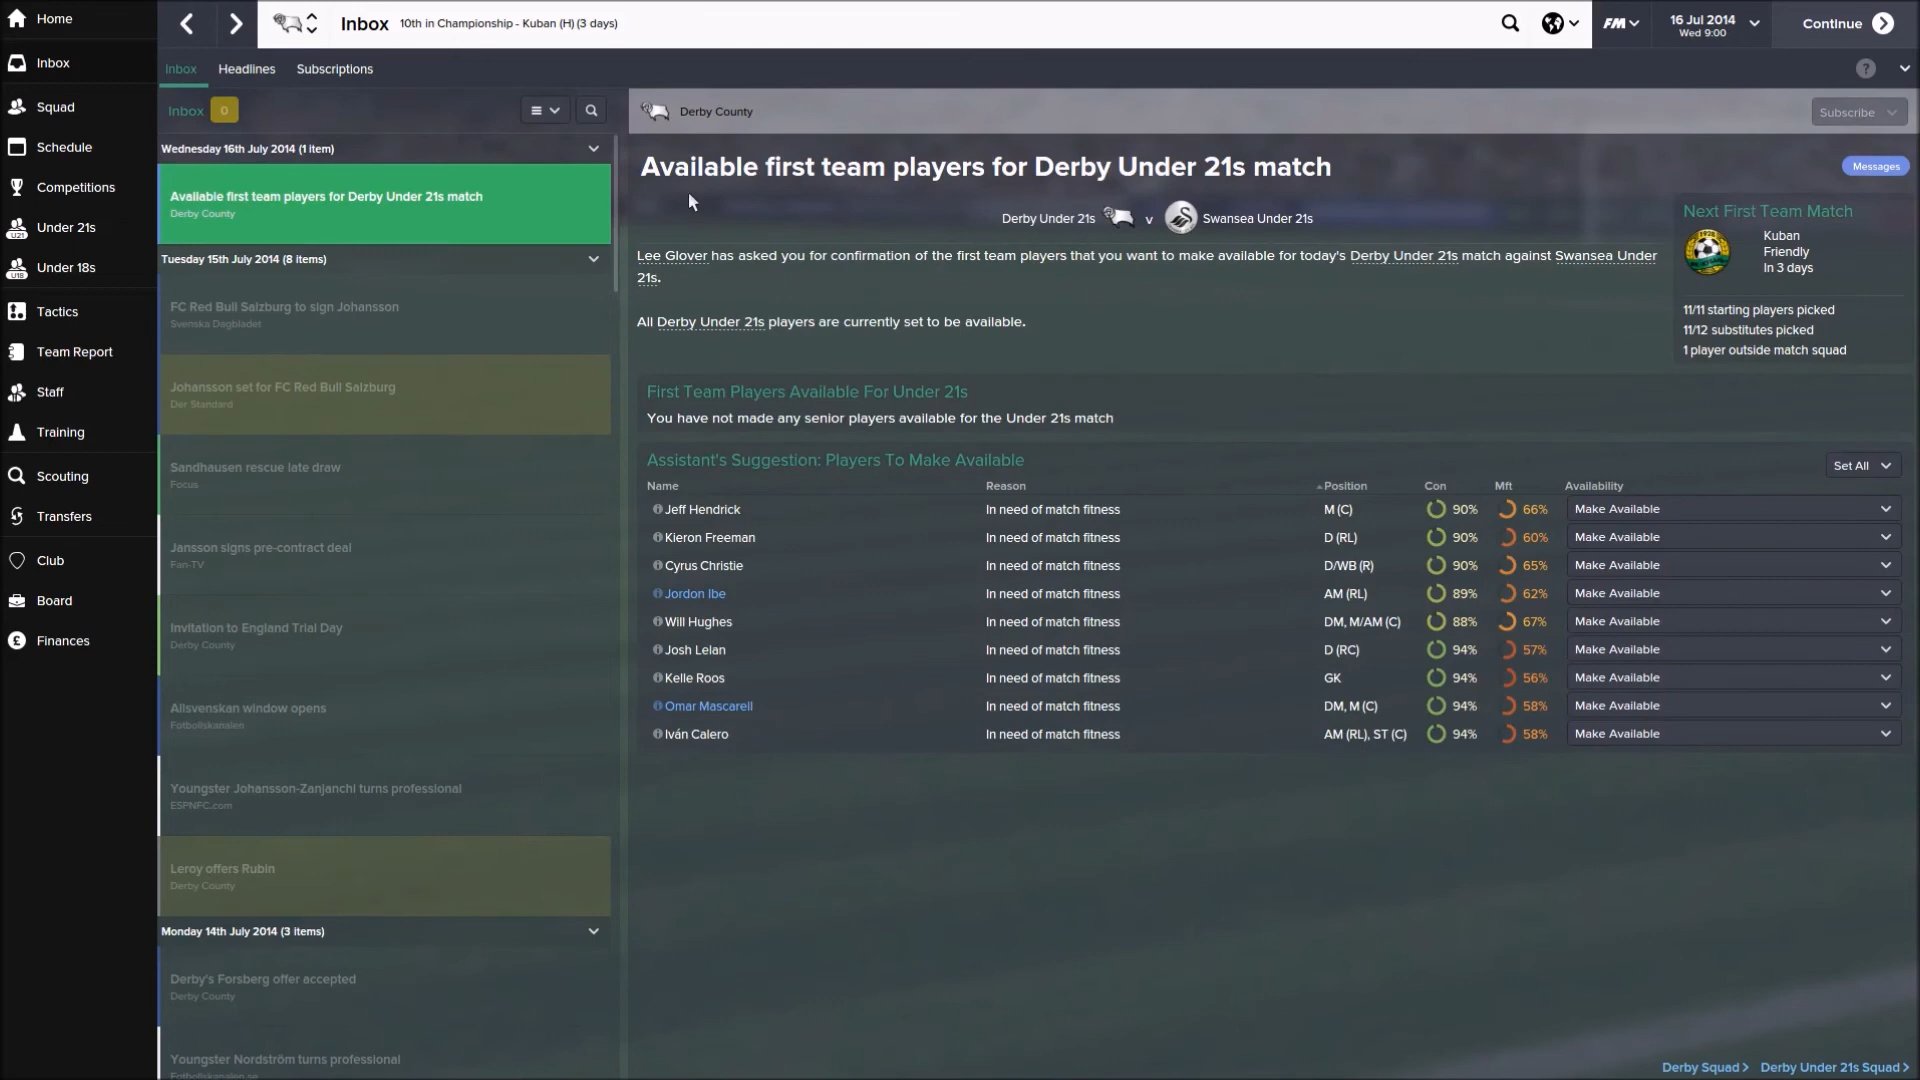 Home
Inbox
Squad
Schedule
Competitions
U21
Under 21s
U18
Under 18s
Tactics
Team Report
Staff
Training
Scouting
Transfers
Club
Board
£ Finances
Inbox 10th in Championship - Kuban (H) (3 days)
FM
16 Jul 2014
Wed 9:00
Continue
Inbox Headlines Subscriptions
?
Inbox 0
Wednesday 16th July 2014 (1 item)
Available first team players for Derby Under 21s match
Derby County
Tuesday 15th July 2014 (8 items)
FC Red Bull Salzburg to sign Johansson
Svenska Dagbladet
Johansson set for FC Red Bull Salzburg
Der Standard
Sandhausen rescue late draw
Focus
Jansson signs pre-contract deal
Fan-TV
Invitation to England Trial Day
Derby County
Allsvenskan window opens
Fotbollskanalen
Youngster Johansson-Zanjanchi turns professional
ESPNFC.com
Leroy offers Rubin
Derby County
Monday 14th July 2014 (3 items)
Derby's Forsberg offer accepted
Derby County
Youngster Nordström turns professional
Fotbollskanalen.se
Derby County
Subscribe
Available first team players for Derby Under 21s match
Messages
Derby Under 21s v Swansea Under 21s
Lee Glover has asked you for confirmation of the first team players that you want to make available for today's Derby Under 21s match against Swansea Under
21s.
All Derby Under 21s players are currently set to be available.
Next First Team Match
Kuban
Friendly
In 3 days
11/11 starting players picked
11/12 substitutes picked
1 player outside match squad
First Team Players Available For Under 21s
You have not made any senior players available for the Under 21s match
Assistant's Suggestion: Players To Make Available
Set All
Name Reason Position Con Mft Availability
Jeff Hendrick In need of match fitness M (C) 90% 66% Make Available
Kieron Freeman In need of match fitness D (RL) 90% 60% Make Available
Cyrus Christie In need of match fitness D/WB (R) 90% 65% Make Available
Jordon Ibe In need of match fitness AM (RL) 89% 62% Make Available
Will Hughes In need of match fitness DM, M/AM (C) 88% 67% Make Available
Josh Lelan In need of match fitness D (RC) 94% 57% Make Available
Kelle Roos In need of match fitness GK 94% 56% Make Available
Omar Mascarell In need of match fitness DM, M (C) 94% 58% Make Available
Iván Calero In need of match fitness AM (RL), ST (C) 94% 58% Make Available
Derby Squad > Derby Under 21s Squad >